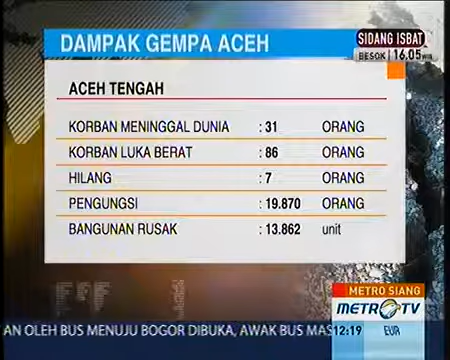 DAMPAK GEMPA ACEH
SIDANG ISBAT
BESOK 16.05 WIB
ACEH TENGAH
KORBAN MENINGGAL DUNIA : 31 ORANG
KORBAN LUKA BERAT : 86 ORANG
HILANG : 7 ORANG
PENGUNGSI : 19.870 ORANG
BANGUNAN RUSAK : 13.862 unit
METRO SIANG
METRO TV
AN OLEH BUS MENUJU BOGOR DIBUKA, AWAK BUS MAS 12:19 EUR